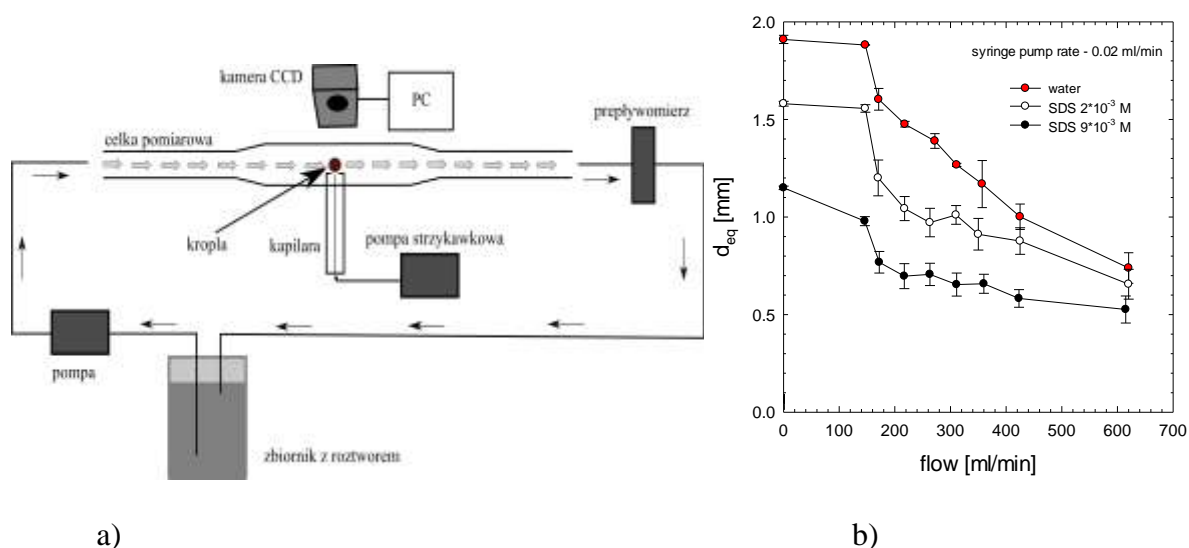 kamera CCD
PC
prepływomierz
celka pomiarowa
kropla
kapilara
pompa strzykawkowa
pompa
zbiornik z roztworem
a)
2.0
1.5
1.0
0.5
0.0
d_eq [mm]
syringe pump rate - 0.02 ml/min
water
SDS 2*10⁻³ M
SDS 9*10⁻³ M
0 100 200 300 400 500 600 700
flow [ml/min]
b)